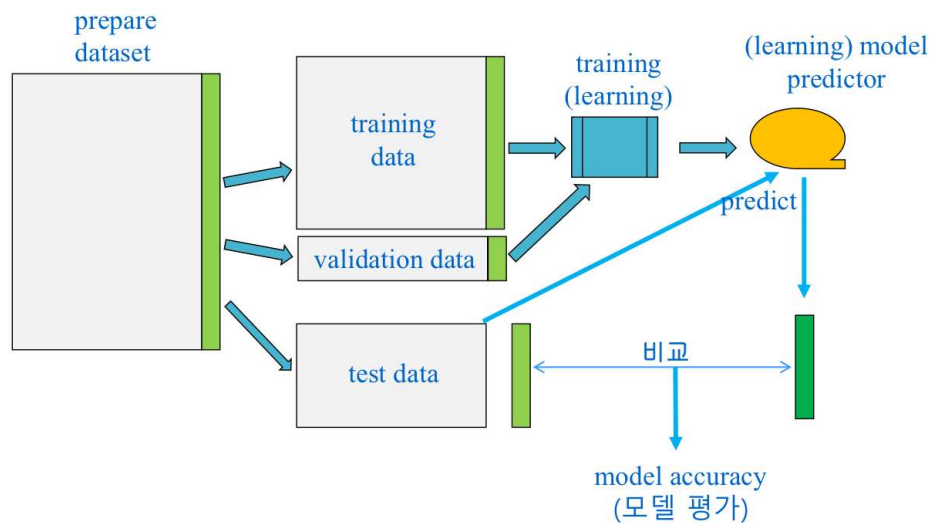 prepare
dataset
training
data
validation data
test data
training
(learning)
(learning) model
predictor
predict
비교
model accuracy
(모델 평가)